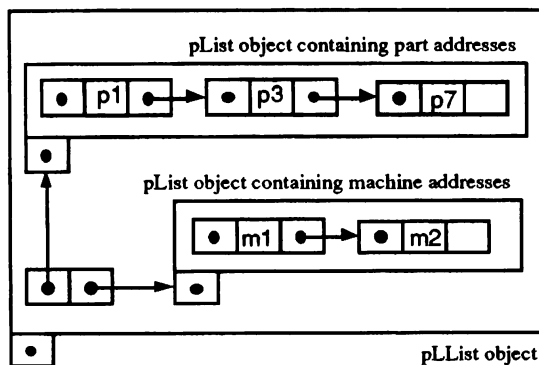 pList object containing part addresses
p1 p3 p7
pList object containing machine addresses
m1 m2
pLList object